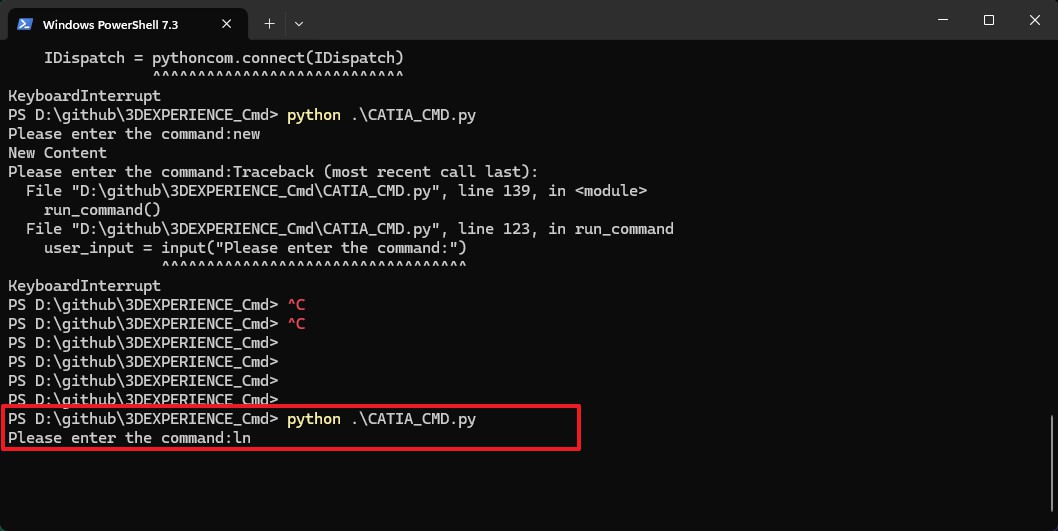 Windows PowerShell 7.3
IDispatch = pythoncom.connect(IDispatch)
^^^^^^^^^^^^^^^^^^^^^^^^^^^^
KeyboardInterrupt
PS D:\github\3DEXPERIENCE_Cmd> python .\CATIA_CMD.py
Please enter the command:new
New Content
Please enter the command:Traceback (most recent call last):
  File "D:\github\3DEXPERIENCE_Cmd\CATIA_CMD.py", line 139, in <module>
    run_command()
  File "D:\github\3DEXPERIENCE_Cmd\CATIA_CMD.py", line 123, in run_command
    user_input = input("Please enter the command:")
                 ^^^^^^^^^^^^^^^^^^^^^^^^^^^^^^^^^^
KeyboardInterrupt
PS D:\github\3DEXPERIENCE_Cmd> ^C
PS D:\github\3DEXPERIENCE_Cmd> ^C
PS D:\github\3DEXPERIENCE_Cmd>
PS D:\github\3DEXPERIENCE_Cmd>
PS D:\github\3DEXPERIENCE_Cmd>
PS D:\github\3DEXPERIENCE_Cmd>
PS D:\github\3DEXPERIENCE_Cmd> python .\CATIA_CMD.py
Please enter the command:ln